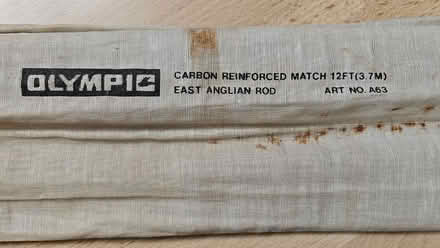 OLYMPIC
CARBON REINFORCED MATCH 12FT(3.7M)
EAST ANGLIAN ROD ART NO. A63